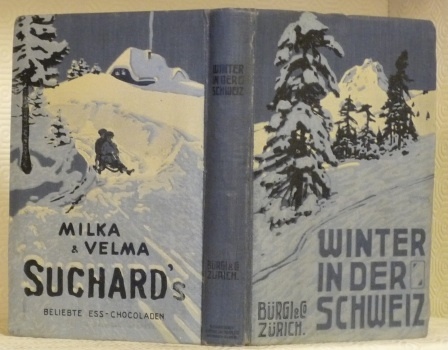 MILKA
& VELMA
SUCHARD's
BELIEBTE ESS-CHOCOLADEN
WINTER
IN DER
SCHWEIZ
BÜRGI & Co
ZÜRICH.
WINTER
IN DER
SCHWEIZ
BÜRGI & Co
ZÜRICH.